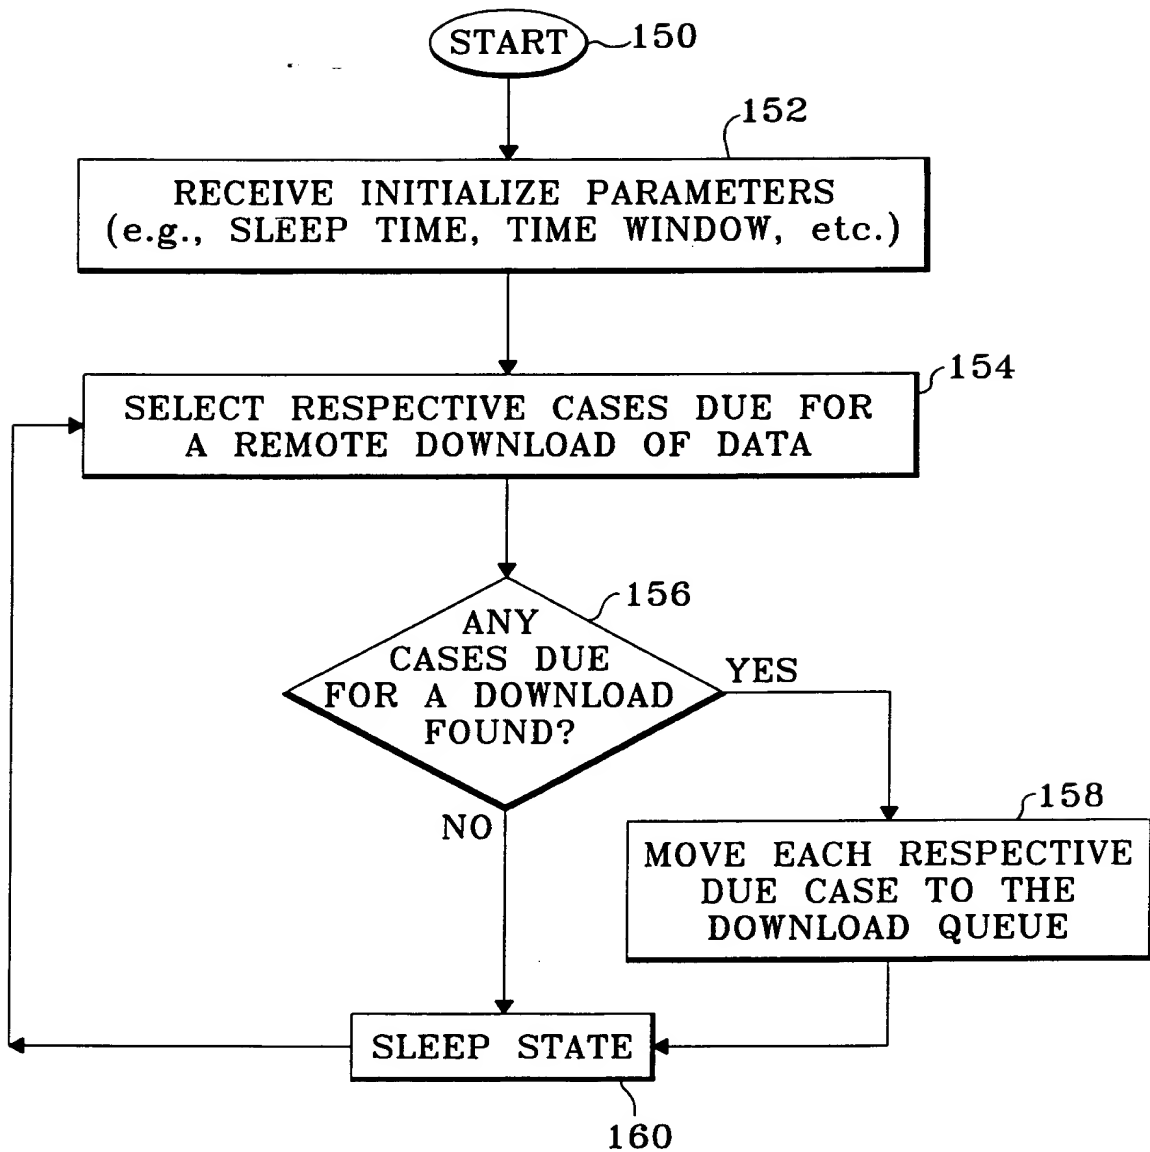 START
150
152
RECEIVE INITIALIZE PARAMETERS
(e.g., SLEEP TIME, TIME WINDOW, etc.)
154
SELECT RESPECTIVE CASES DUE FOR
A REMOTE DOWNLOAD OF DATA
156
ANY
CASES DUE
FOR A DOWNLOAD
FOUND?
YES
NO
158
MOVE EACH RESPECTIVE
DUE CASE TO THE
DOWNLOAD QUEUE
SLEEP STATE
160